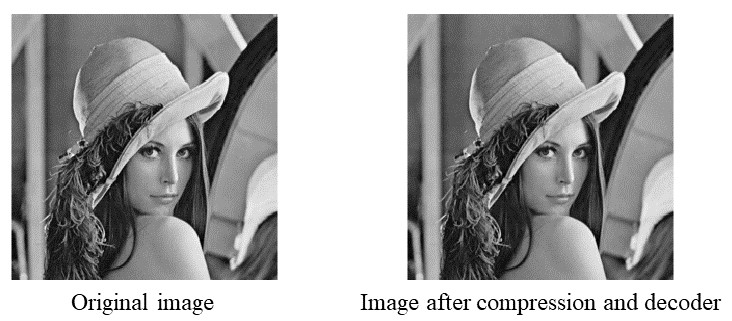 Original image
Image after compression and decoder